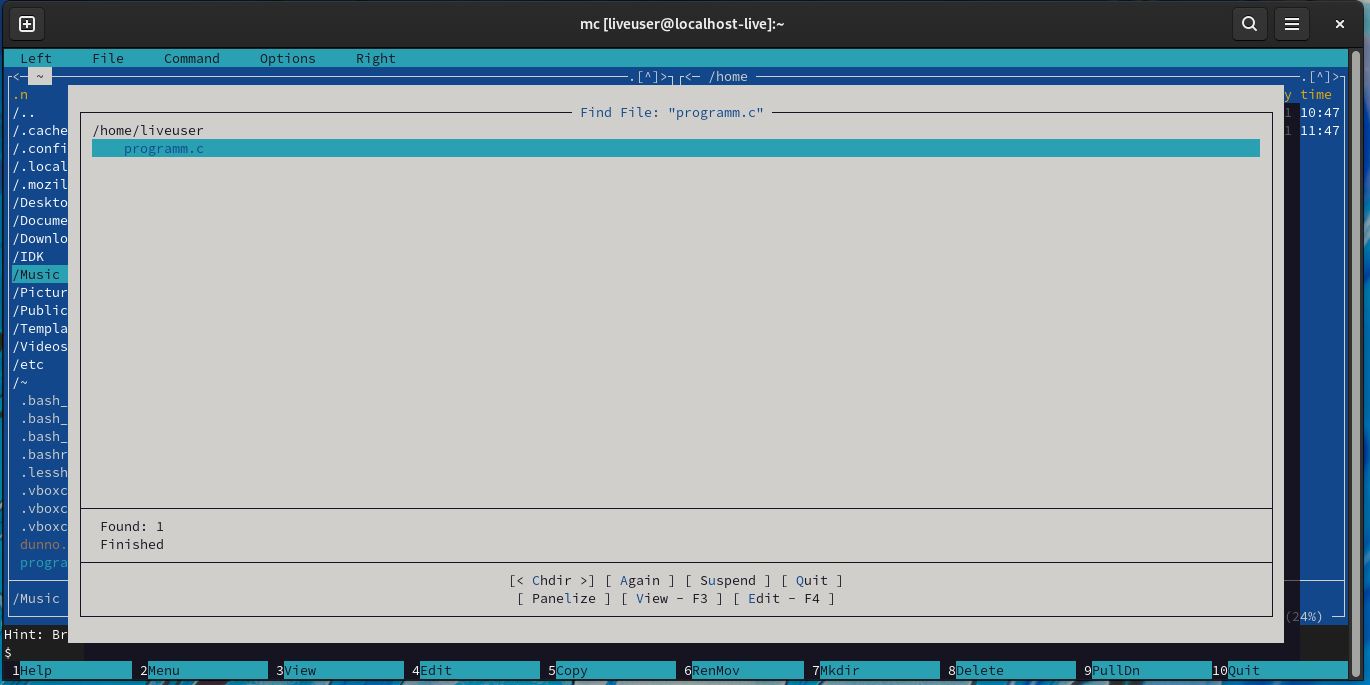 mc [liveuser@localhost-live]:~
Left File Command Options Right
<─ ~ .[^]> <─ /home .[^]>
.n y time
/.. 1 10:47
/.cache 1 11:47
/.confi
/.local
/.mozil
/Deskto
/Docume
/Downlo
/IDK
/Music
/Pictur
/Public
/Templa
/Videos
/etc
/~
.bash_
.bash_
.bash_
.bashr
.lessh
.vboxc
.vboxc
.vboxc
dunno.
progra
/Music
(24%)
Find File: "programm.c"
/home/liveuser
programm.c
Found: 1
Finished
[< Chdir >] [ Again ] [ Suspend ] [ Quit ]
[ Panelize ] [ View - F3 ] [ Edit - F4 ]
Hint: Br
$
1Help 2Menu 3View 4Edit 5Copy 6RenMov 7Mkdir 8Delete 9PullDn 10Quit